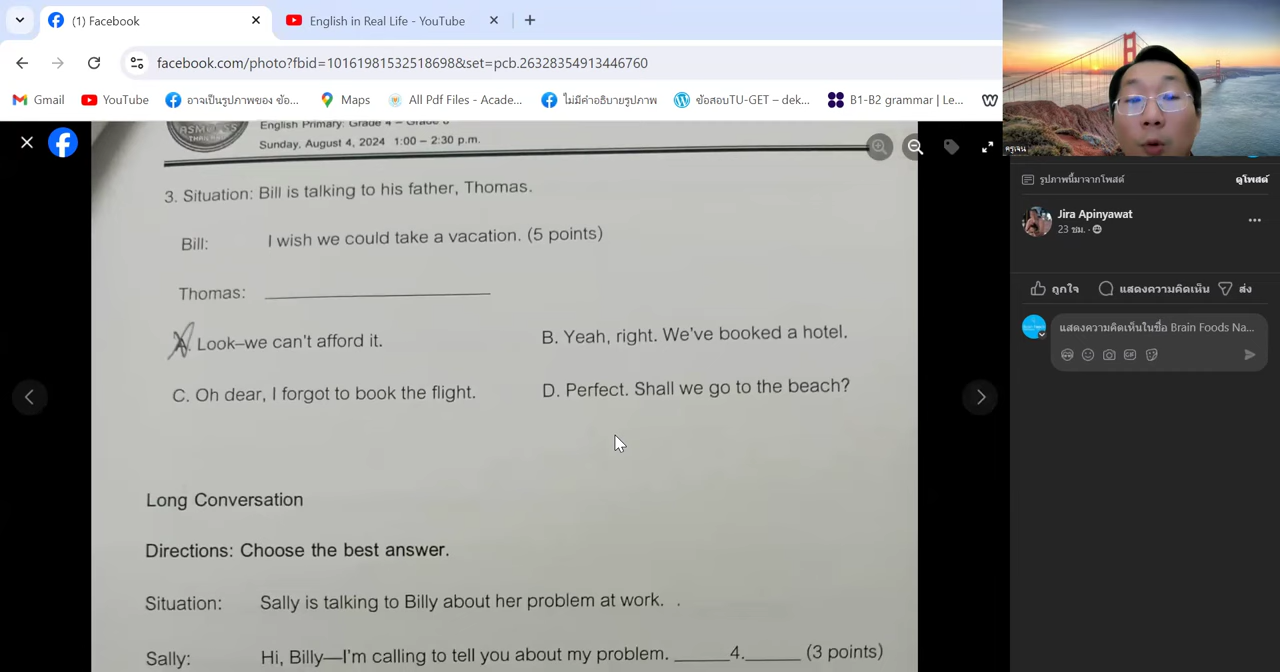 (1) Facebook
English in Real Life - YouTube
facebook.com/photo?fbid=10161981532518698&set=pcb.26328354913446760
Gmail
YouTube
อาจเป็นรูปภาพของ ข้อ...
Maps
All Pdf Files - Acade...
ไม่มีคำอธิบายรูปภาพ
ข้อสอบTU-GET – dek...
B1-B2 grammar | Le...
ครูเจน
ASMO
THAILAND
English Primary: Grade 4 – Grade 6
Sunday, August 4, 2024 1:00 – 2:30 p.m.
3. Situation: Bill is talking to his father, Thomas.
Bill: I wish we could take a vacation. (5 points)
Thomas: ____________________
A. Look–we can't afford it.
B. Yeah, right. We've booked a hotel.
C. Oh dear, I forgot to book the flight.
D. Perfect. Shall we go to the beach?
Long Conversation
Directions: Choose the best answer.
Situation: Sally is talking to Billy about her problem at work. .
Sally: Hi, Billy—I'm calling to tell you about my problem. _____4._____ (3 points)
รูปภาพนี้มาจากโพสต์
ดูโพสต์
Jira Apinyawat
23 ชม. ·
ถูกใจ
แสดงความคิดเห็น
ส่ง
แสดงความคิดเห็นในชื่อ Brain Foods Na...
GIF